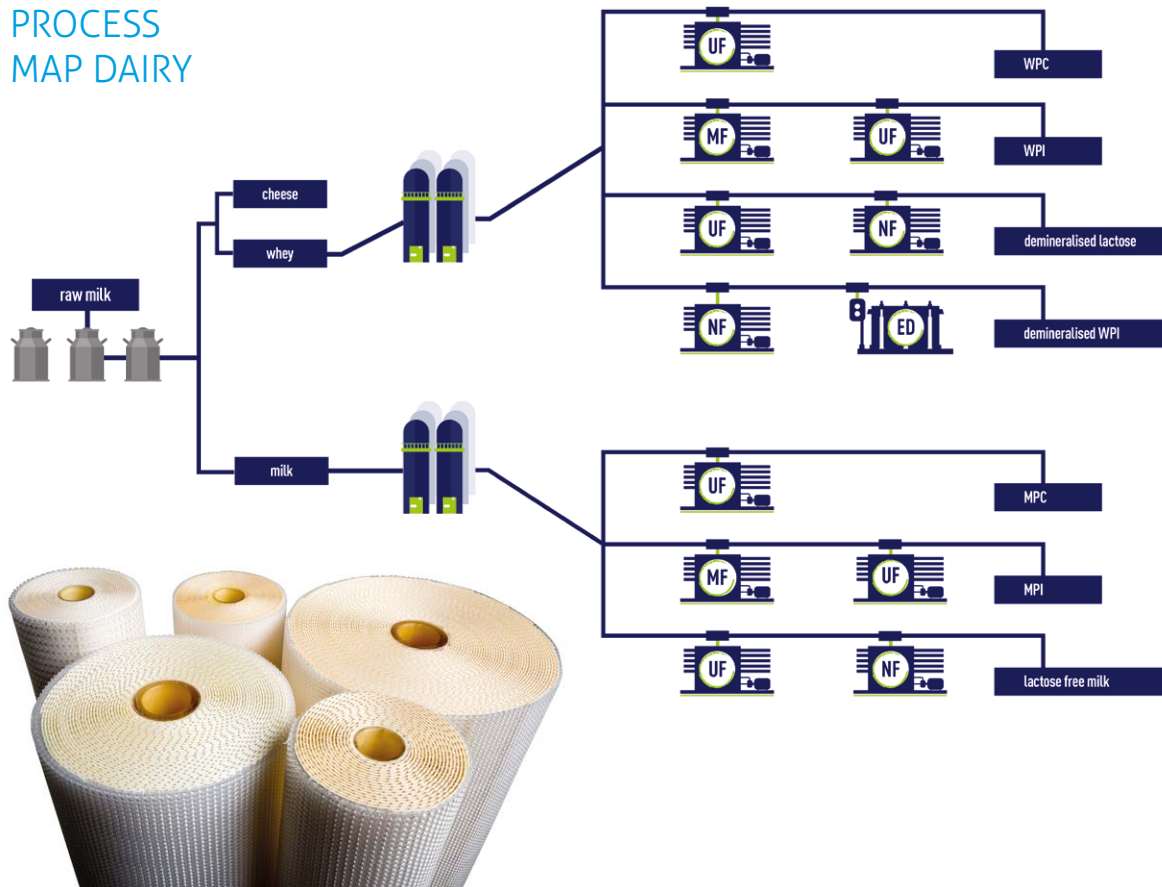 PROCESS
MAP DAIRY
UF
WPC
MF
UF
WPI
cheese
UF
NF
whey
demineralised lactose
raw milk
NF
ED
demineralised WPI
milk
UF
MPC
MF
UF
MPI
UF
NF
lactose free milk